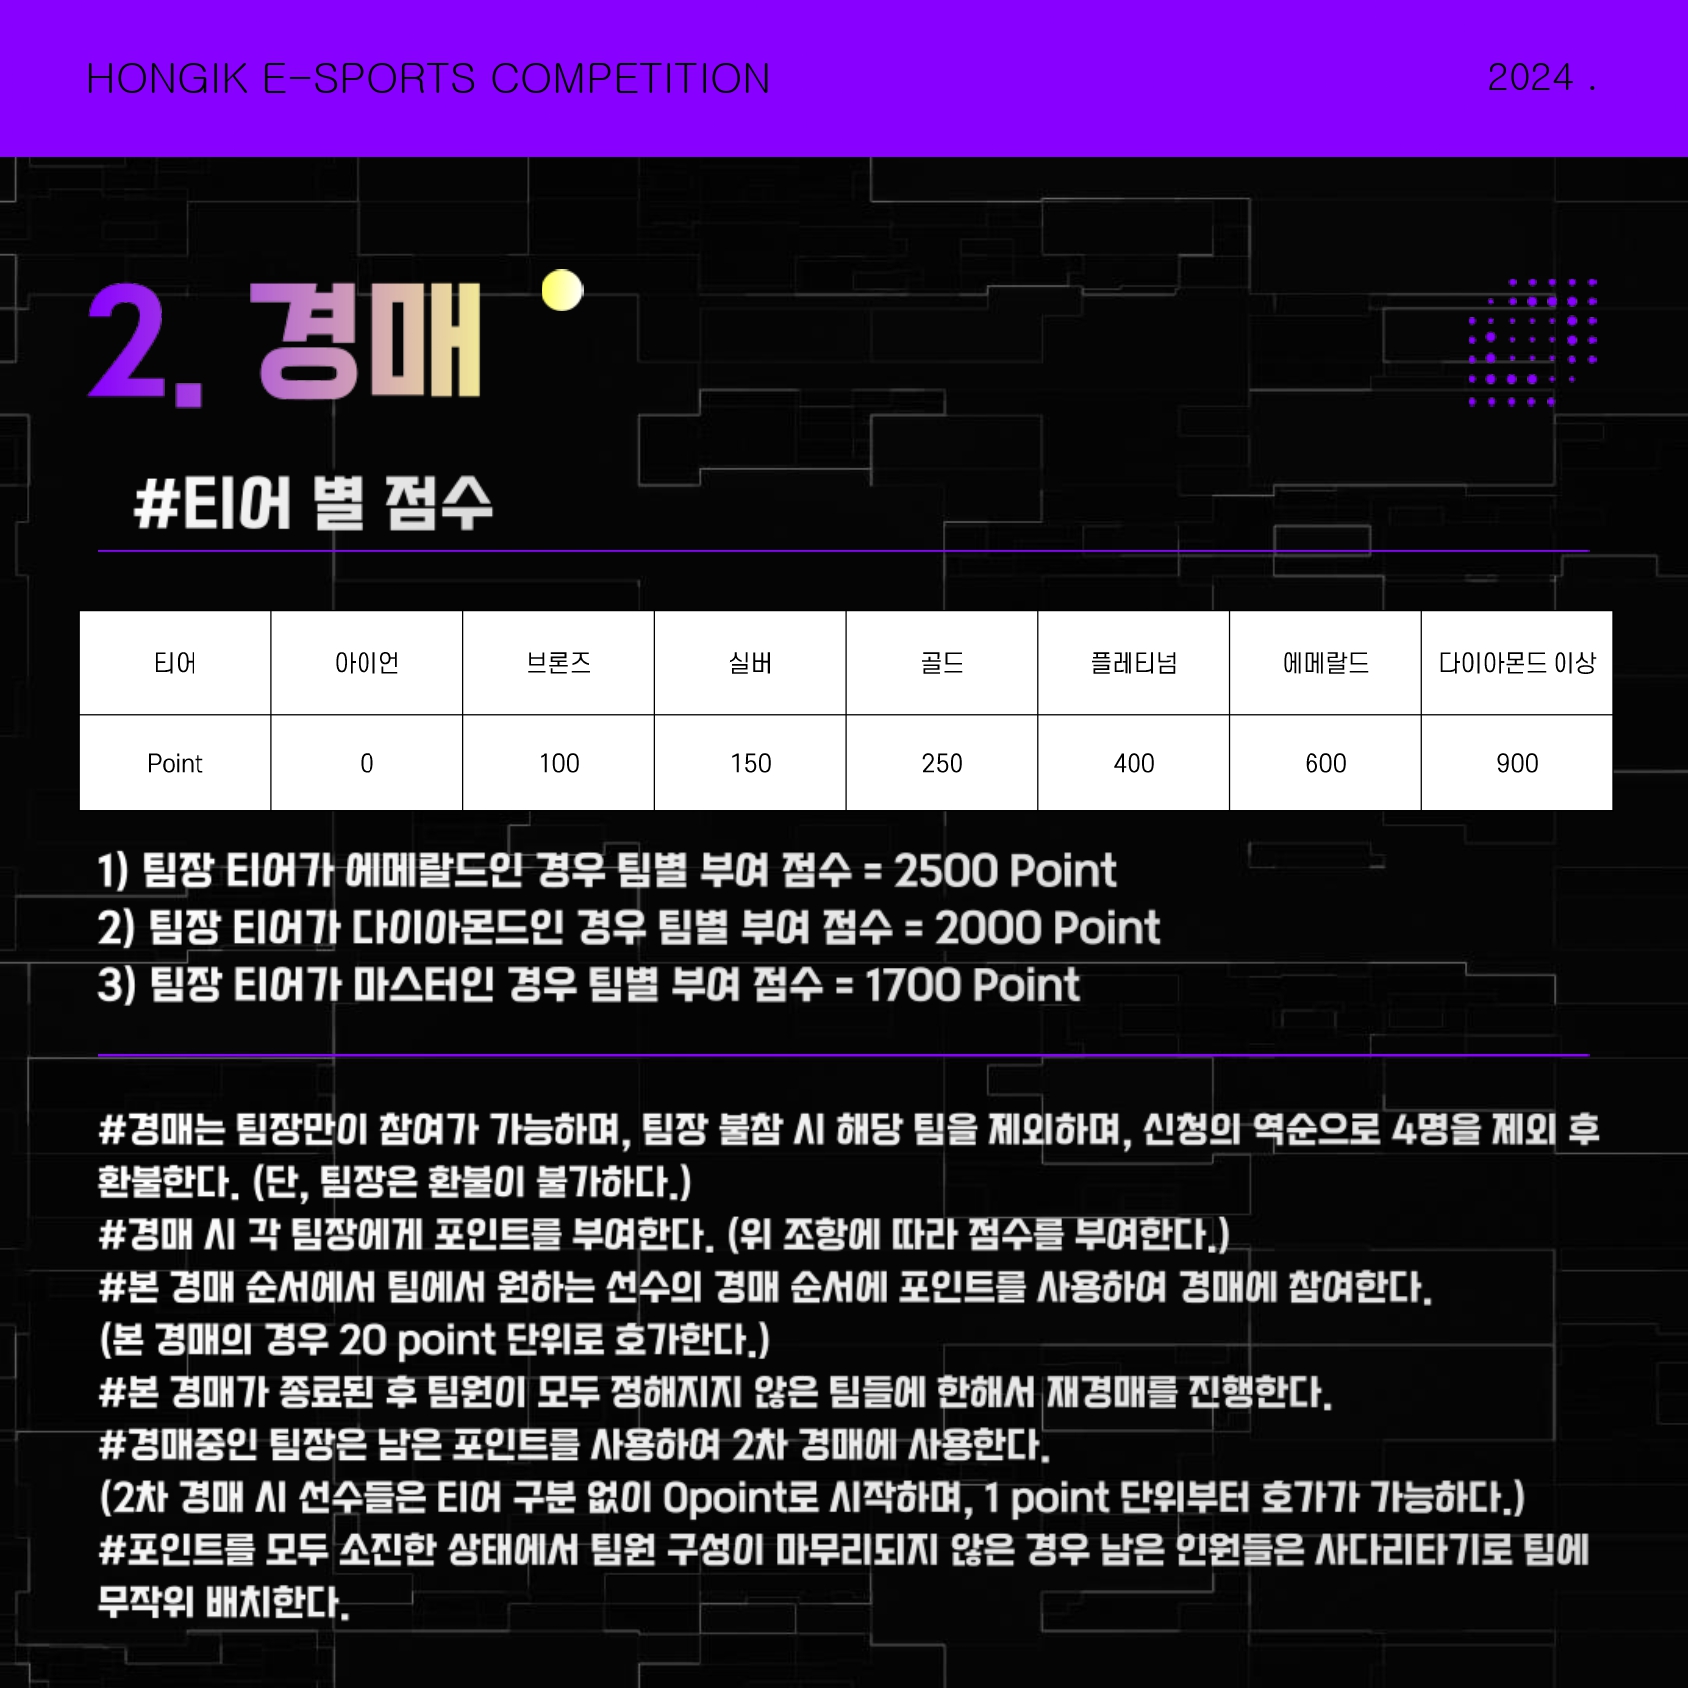 HONGIK E-SPORTS COMPETITION
2024 .
2. 경매
#티어 별 점수
티어 아이언 브론즈 실버 골드 플레티넘 에메랄드 다이아몬드 이상
Point 0 100 150 250 400 600 900
1) 팀장 티어가 에메랄드인 경우 팀별 부여 점수 = 2500 Point
2) 팀장 티어가 다이아몬드인 경우 팀별 부여 점수 = 2000 Point
3) 팀장 티어가 마스터인 경우 팀별 부여 점수 = 1700 Point
#경매는 팀장만이 참여가 가능하며, 팀장 불참 시 해당 팀을 제외하며, 신청의 역순으로 4명을 제외 후
환불한다. (단, 팀장은 환불이 불가하다.)
#경매 시 각 팀장에게 포인트를 부여한다. (위 조항에 따라 점수를 부여한다.)
#본 경매 순서에서 팀에서 원하는 선수의 경매 순서에 포인트를 사용하여 경매에 참여한다.
(본 경매의 경우 20 point 단위로 호가한다.)
#본 경매가 종료된 후 팀원이 모두 정해지지 않은 팀들에 한해서 재경매를 진행한다.
#경매중인 팀장은 남은 포인트를 사용하여 2차 경매에 사용한다.
(2차 경매 시 선수들은 티어 구분 없이 0point로 시작하며, 1 point 단위부터 호가가 가능하다.)
#포인트를 모두 소진한 상태에서 팀원 구성이 마무리되지 않은 경우 남은 인원들은 사다리타기로 팀에
무작위 배치한다.